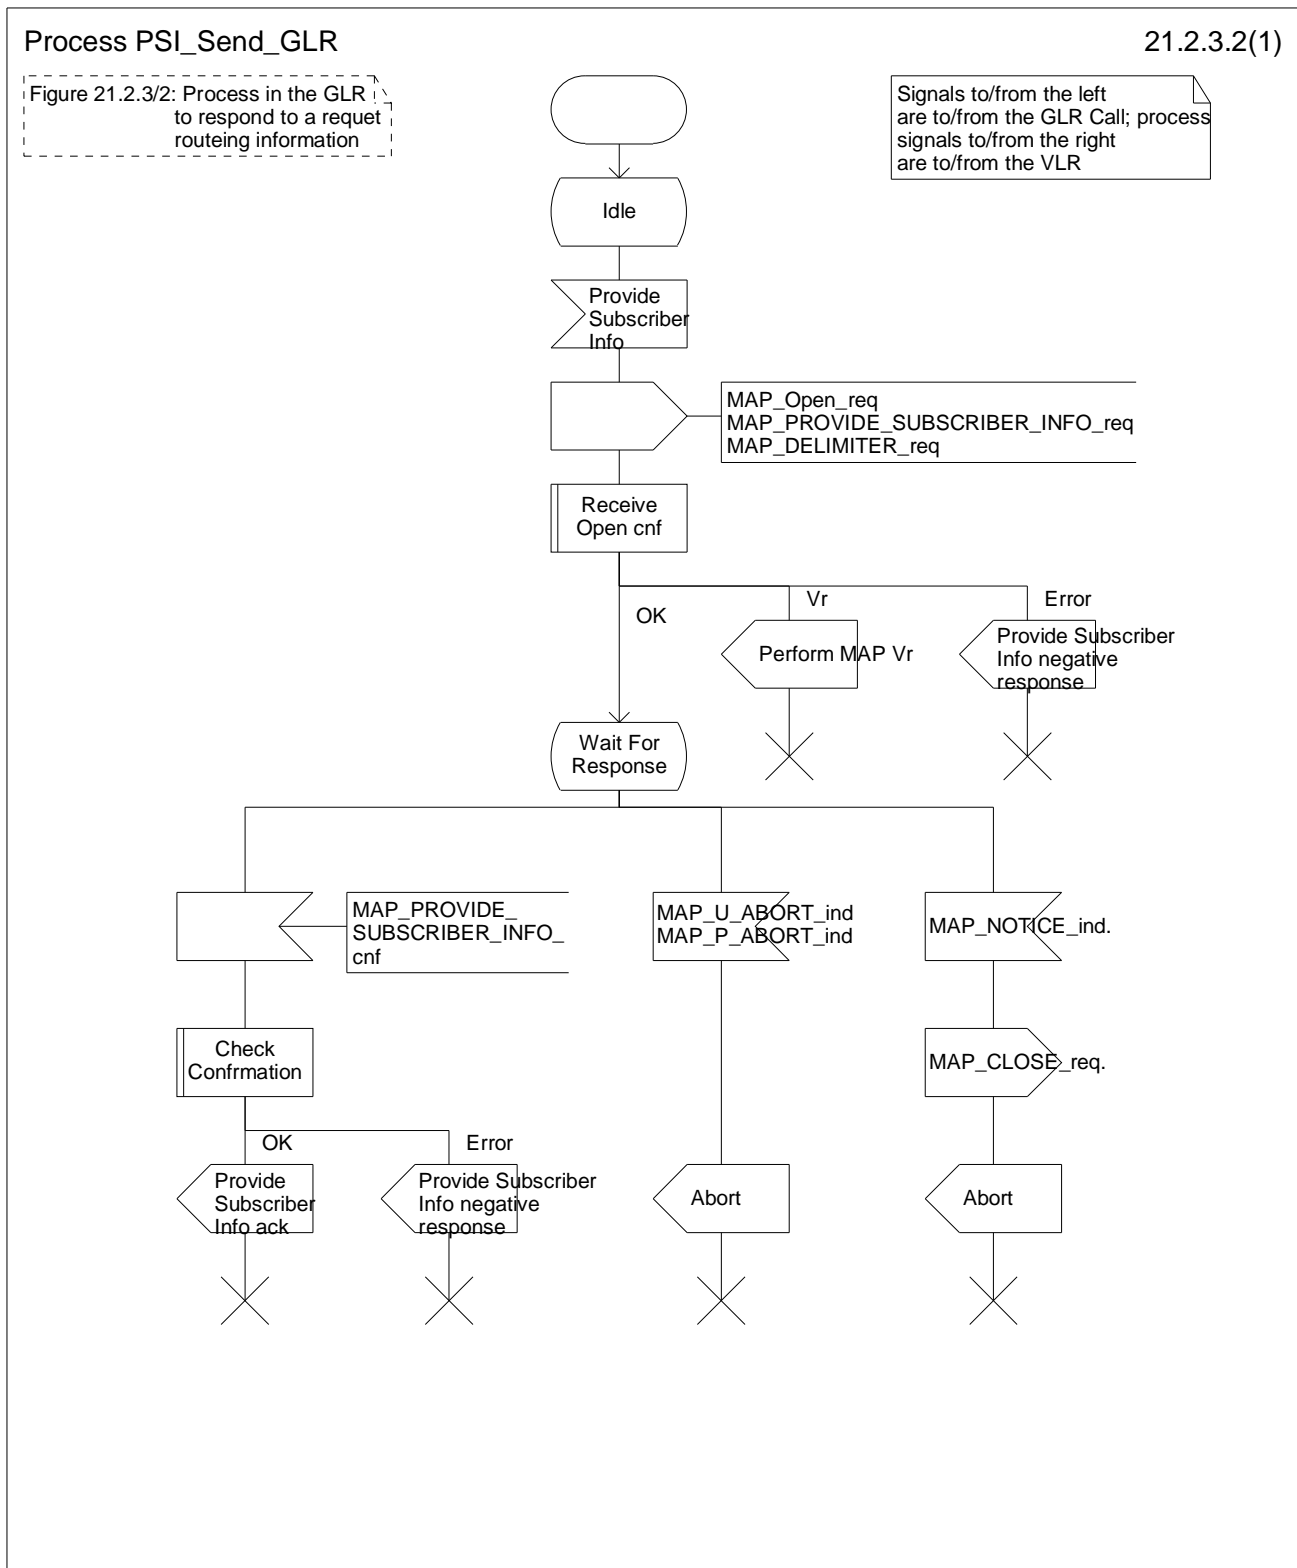 Process PSI_Send_GLR
21.2.3.2(1)
Figure 21.2.3/2: Process in the GLR
to respond to a requet
routeing information
Signals to/from the left
are to/from the GLR Call; process
signals to/from the right
are to/from the VLR
Idle
Provide
Subscriber
Info
MAP_Open_req
MAP_PROVIDE_SUBSCRIBER_INFO_req
MAP_DELIMITER_req
Receive
Open cnf
OK
Vr
Error
Perform MAP Vr
Provide Subscriber
Info negative
response
Wait For
Response
MAP_PROVIDE_
SUBSCRIBER_INFO_
cnf
MAP_U_ABORT_ind
MAP_P_ABORT_ind
MAP_NOTICE_ind.
Check
Confrmation
MAP_CLOSE_req.
OK
Error
Provide
Subscriber
Info ack
Provide Subscriber
Info negative
response
Abort
Abort